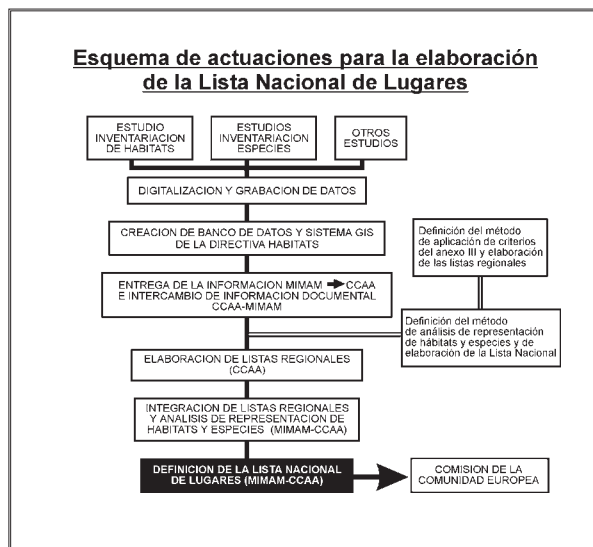 Esquema de actuaciones para la elaboración
de la Lista Nacional de Lugares
ESTUDIO
INVENTARIACION
DE HABITATS
ESTUDIOS
INVENTARIACION
ESPECIES
OTROS
ESTUDIOS
DIGITALIZACION Y GRABACION DE DATOS
CREACION DE BANCO DE DATOS Y SISTEMA GIS
DE LA DIRECTIVA HABITATS
Definición del método
de aplicación de criterios
del anexo III y elaboración
de las listas regionales
ENTREGA DE LA INFORMACION MIMAM → CCAA
E INTERCAMBIO DE INFORMACION DOCUMENTAL
CCAA-MIMAM
Definición del método
de análisis de representación
de hábitats y especies y de
elaboración de la Lista Nacional
ELABORACION DE LISTAS REGIONALES
(CCAA)
INTEGRACION DE LISTAS REGIONALES
Y ANALISIS DE REPRESENTACION DE
HABITATS Y ESPECIES (MIMAM-CCAA)
DEFINICION DE LA LISTA NACIONAL
DE LUGARES (MIMAM-CCAA)
COMISION DE LA
COMUNIDAD EUROPEA